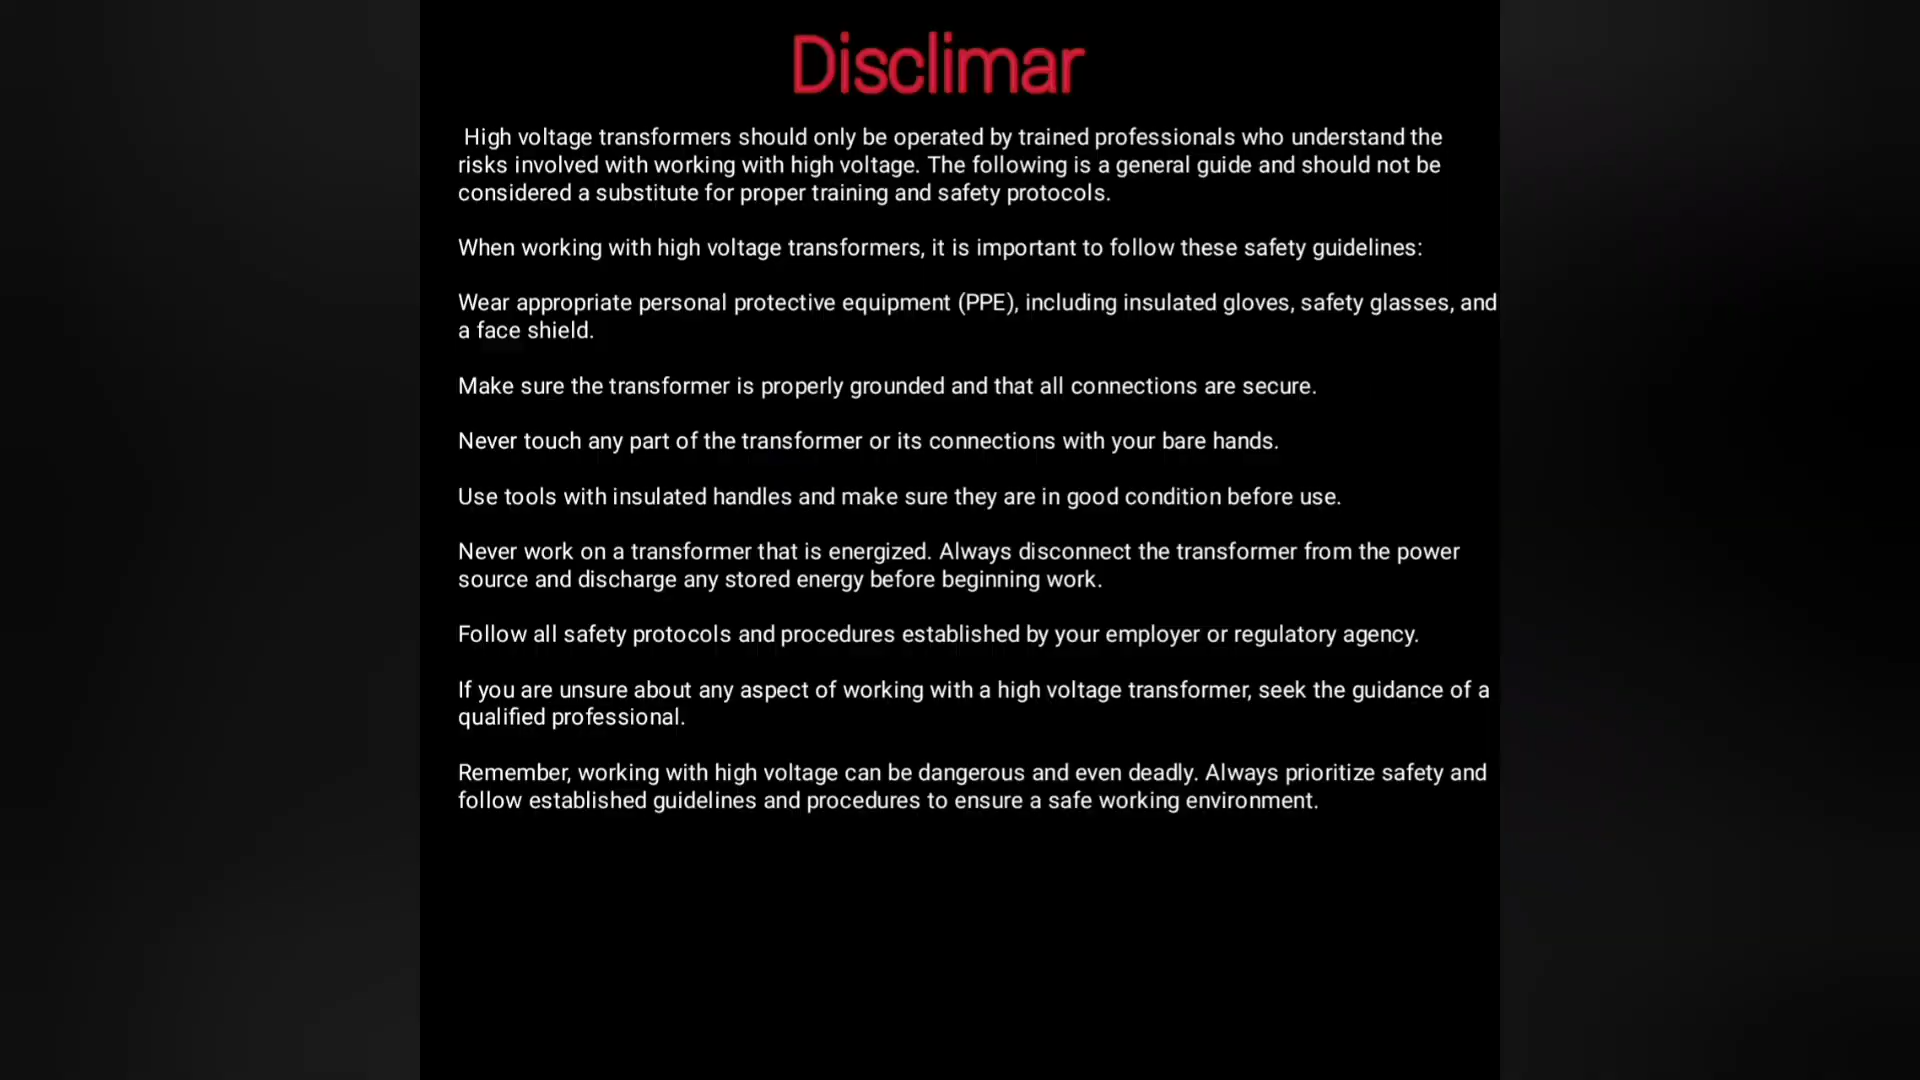 Disclimar
High voltage transformers should only be operated by trained professionals who understand the
risks involved with working with high voltage. The following is a general guide and should not be
considered a substitute for proper training and safety protocols.
When working with high voltage transformers, it is important to follow these safety guidelines:
Wear appropriate personal protective equipment (PPE), including insulated gloves, safety glasses, and
a face shield.
Make sure the transformer is properly grounded and that all connections are secure.
Never touch any part of the transformer or its connections with your bare hands.
Use tools with insulated handles and make sure they are in good condition before use.
Never work on a transformer that is energized. Always disconnect the transformer from the power
source and discharge any stored energy before beginning work.
Follow all safety protocols and procedures established by your employer or regulatory agency.
If you are unsure about any aspect of working with a high voltage transformer, seek the guidance of a
qualified professional.
Remember, working with high voltage can be dangerous and even deadly. Always prioritize safety and
follow established guidelines and procedures to ensure a safe working environment.